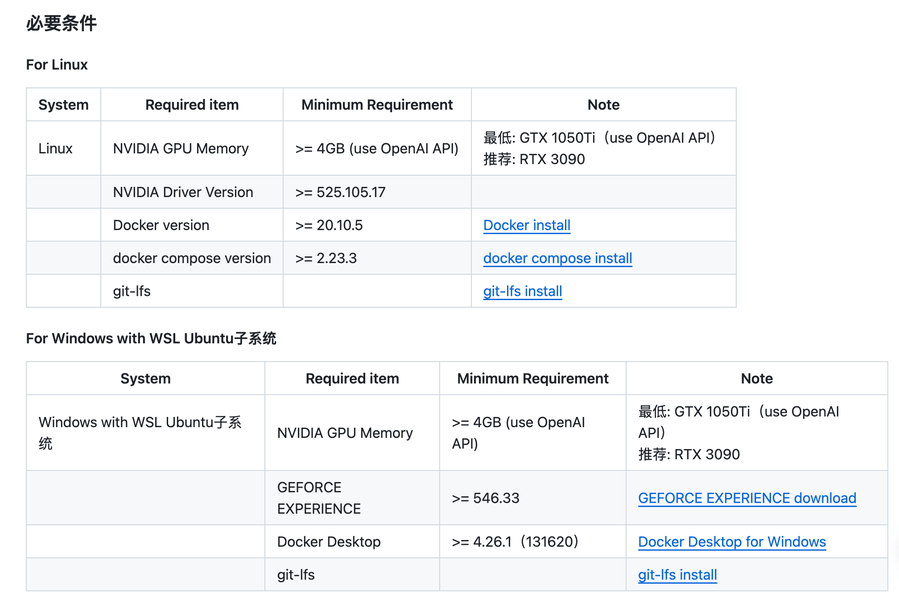 必要条件
For Linux
System Required item Minimum Requirement Note
Linux NVIDIA GPU Memory >= 4GB (use OpenAI API) 最低: GTX 1050Ti（use OpenAI API）
推荐: RTX 3090
NVIDIA Driver Version >= 525.105.17
Docker version >= 20.10.5 Docker install
docker compose version >= 2.23.3 docker compose install
git-lfs git-lfs install
For Windows with WSL Ubuntu子系统
System Required item Minimum Requirement Note
Windows with WSL Ubuntu子系
统
NVIDIA GPU Memory
>= 4GB (use OpenAI
API)
最低: GTX 1050Ti（use OpenAI
API）
推荐: RTX 3090
GEFORCE
EXPERIENCE
>= 546.33 GEFORCE EXPERIENCE download
Docker Desktop >= 4.26.1（131620） Docker Desktop for Windows
git-lfs git-lfs install